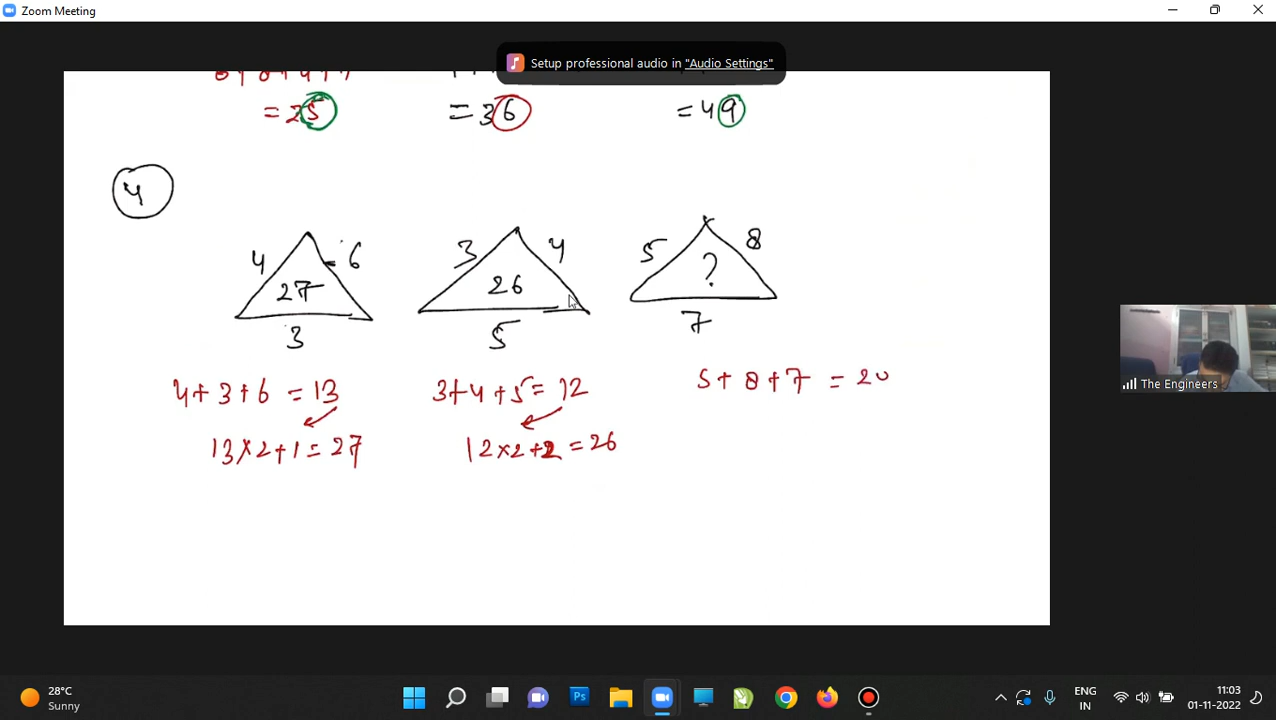 Zoom Meeting
Setup professional audio in "Audio Settings"
= 25
= 36
= 49
4
4
6
27
3
3
4
26
5
5
8
?
7
4+3+6 = 13
3+4+5 = 12
5+8+7 = 20
13×2+1 = 27
12×2+2 = 26
The Engineers
28°C
Sunny
Ps
ENG
IN
11:03
01-11-2022